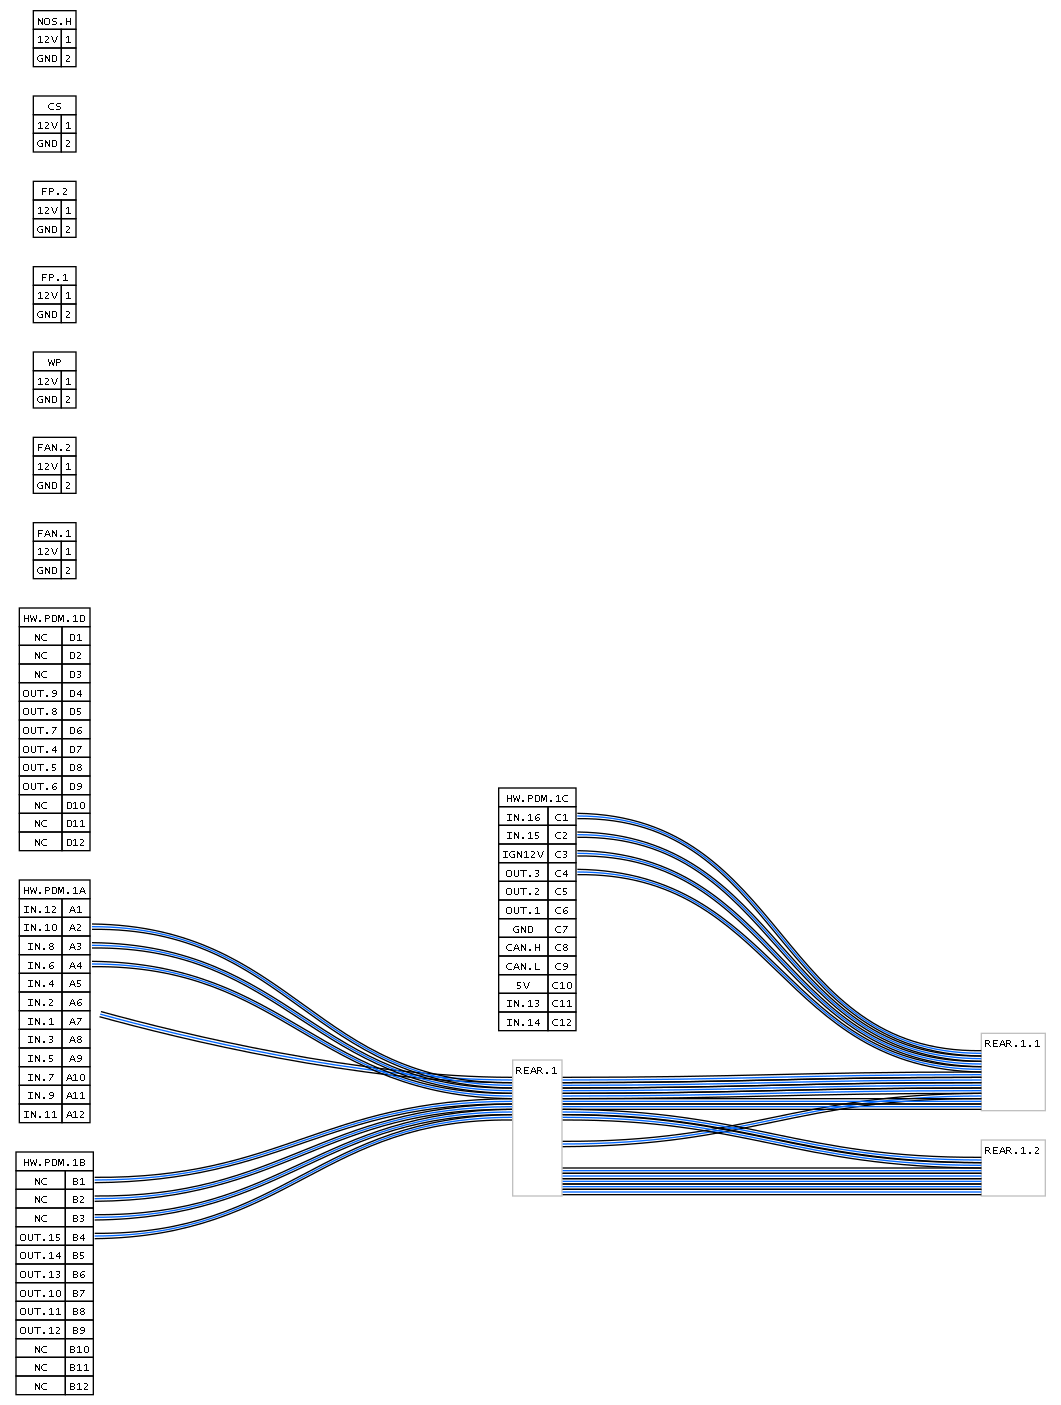 NOS.H
12V 1
GND 2
CS
12V 1
GND 2
FP.2
12V 1
GND 2
FP.1
12V 1
GND 2
WP
12V 1
GND 2
FAN.2
12V 1
GND 2
FAN.1
12V 1
GND 2
HW.PDM.1D
NC D1
NC D2
NC D3
OUT.9 D4
OUT.8 D5
OUT.7 D6
OUT.4 D7
OUT.5 D8
OUT.6 D9
NC D10
NC D11
NC D12
HW.PDM.1A
IN.12 A1
IN.10 A2
IN.8 A3
IN.6 A4
IN.4 A5
IN.2 A6
IN.1 A7
IN.3 A8
IN.5 A9
IN.7 A10
IN.9 A11
IN.11 A12
HW.PDM.1B
NC B1
NC B2
NC B3
OUT.15 B4
OUT.14 B5
OUT.13 B6
OUT.10 B7
OUT.11 B8
OUT.12 B9
NC B10
NC B11
NC B12
HW.PDM.1C
IN.16 C1
IN.15 C2
IGN12V C3
OUT.3 C4
OUT.2 C5
OUT.1 C6
GND C7
CAN.H C8
CAN.L C9
5V C10
IN.13 C11
IN.14 C12
REAR.1
REAR.1.1
REAR.1.2